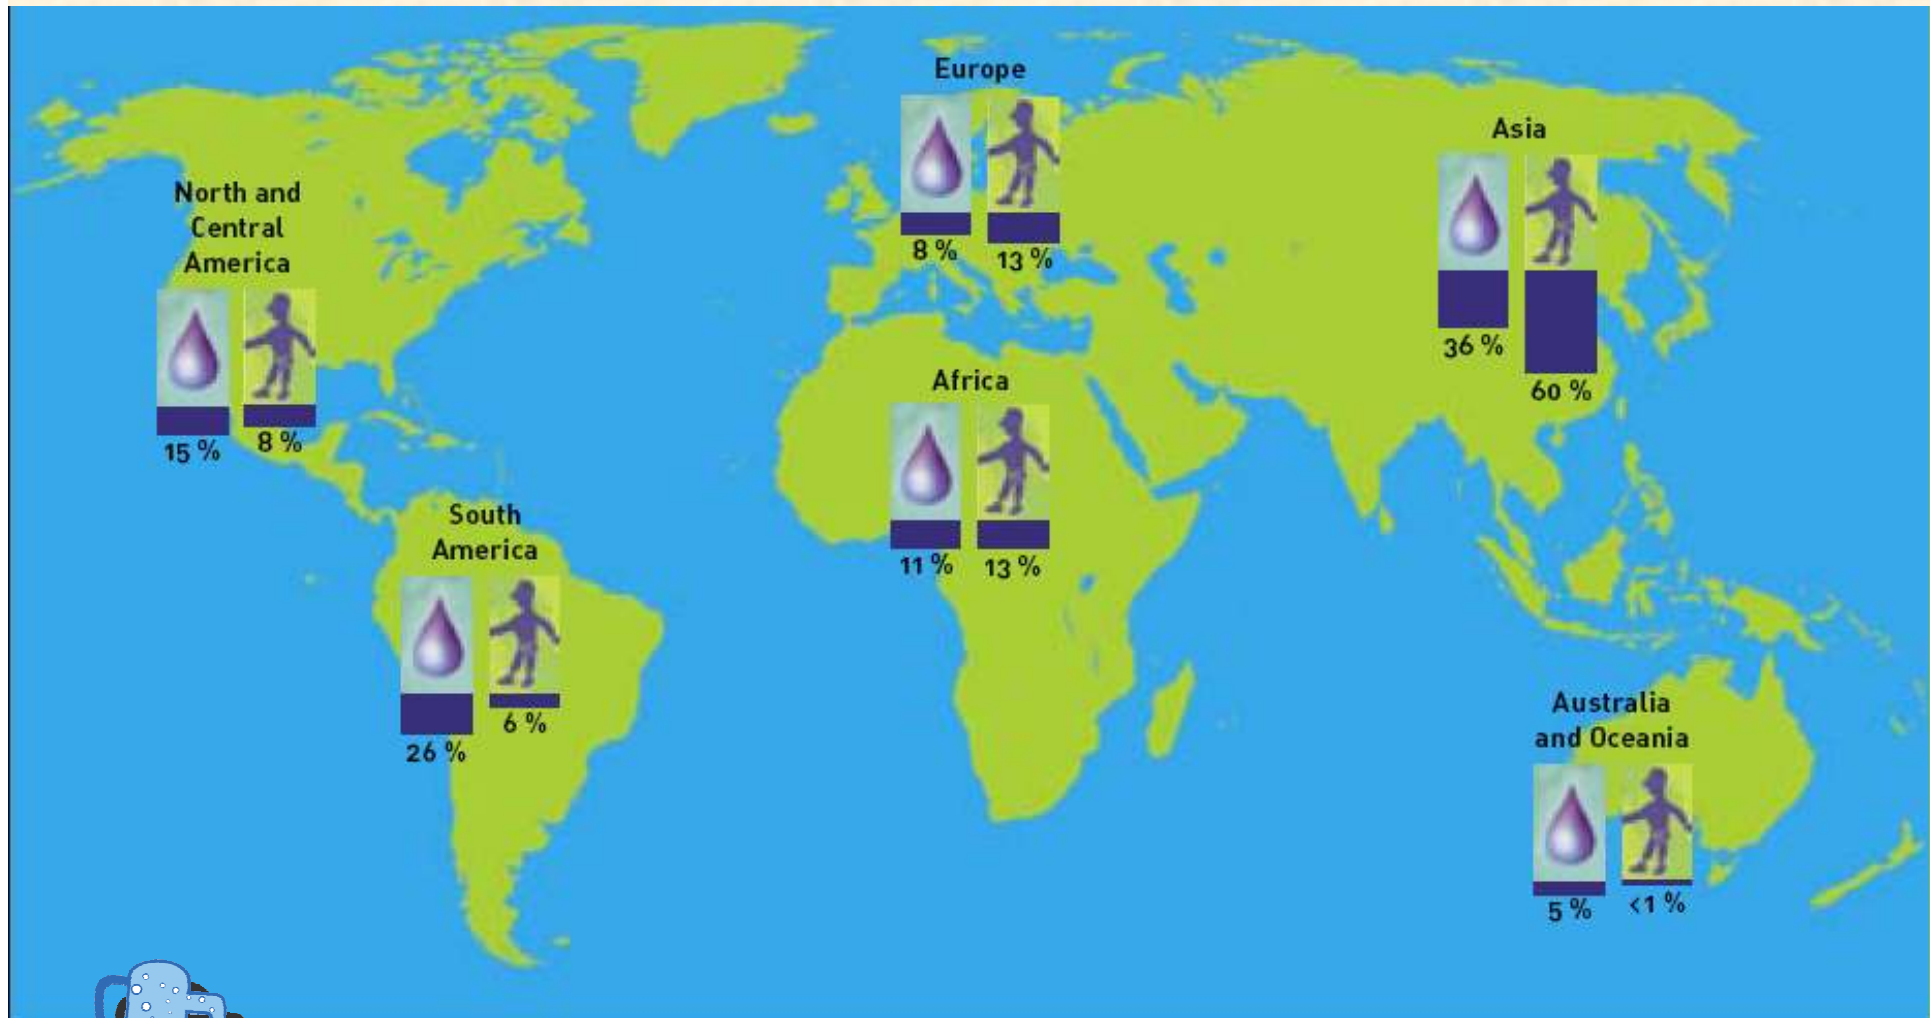 Europe
8 % 13 %
Asia
36 %
60 %
North and
Central
America
15 % 8 %
Africa
11 % 13 %
South
America
6 %
26 %
Australia
and Oceania
5 % <1 %